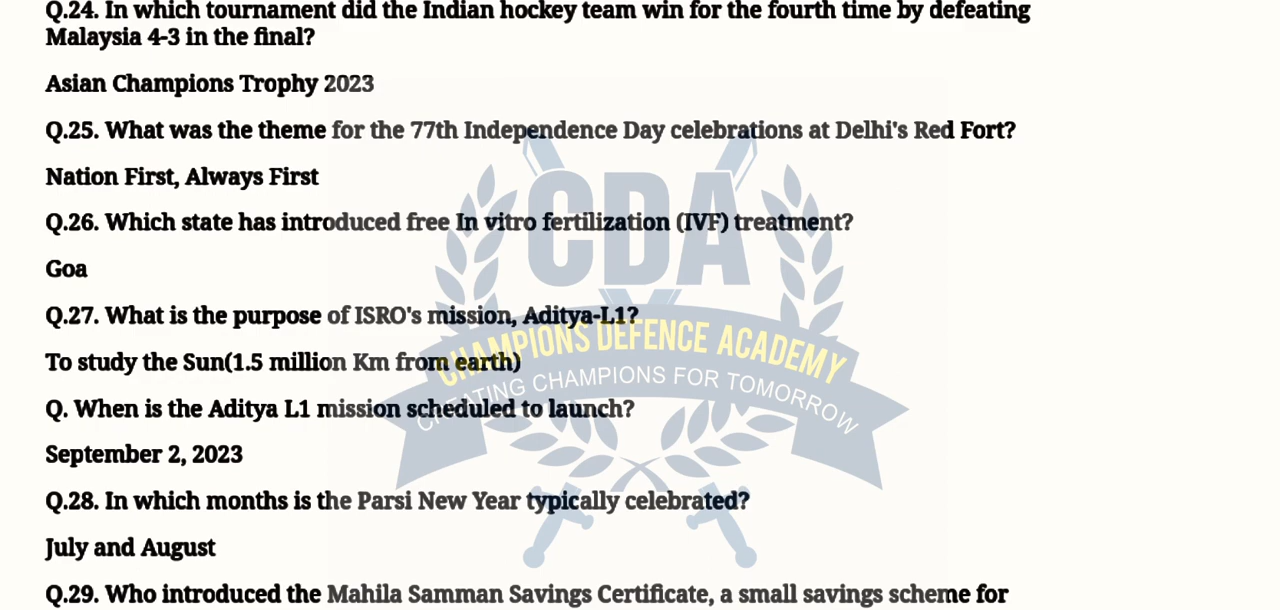 Q.24. In which tournament did the Indian hockey team win for the fourth time by defeating
Malaysia 4-3 in the final?
Asian Champions Trophy 2023
Q.25. What was the theme for the 77th Independence Day celebrations at Delhi's Red Fort?
Nation First, Always First
Q.26. Which state has introduced free In vitro fertilization (IVF) treatment?
Goa
Q.27. What is the purpose of ISRO's mission, Aditya-L1?
To study the Sun(1.5 million Km from earth)
Q. When is the Aditya L1 mission scheduled to launch?
September 2, 2023
Q.28. In which months is the Parsi New Year typically celebrated?
July and August
Q.29. Who introduced the Mahila Samman Savings Certificate, a small savings scheme for
CDA
CHAMPIONS DEFENCE ACADEMY
CREATING CHAMPIONS FOR TOMORROW